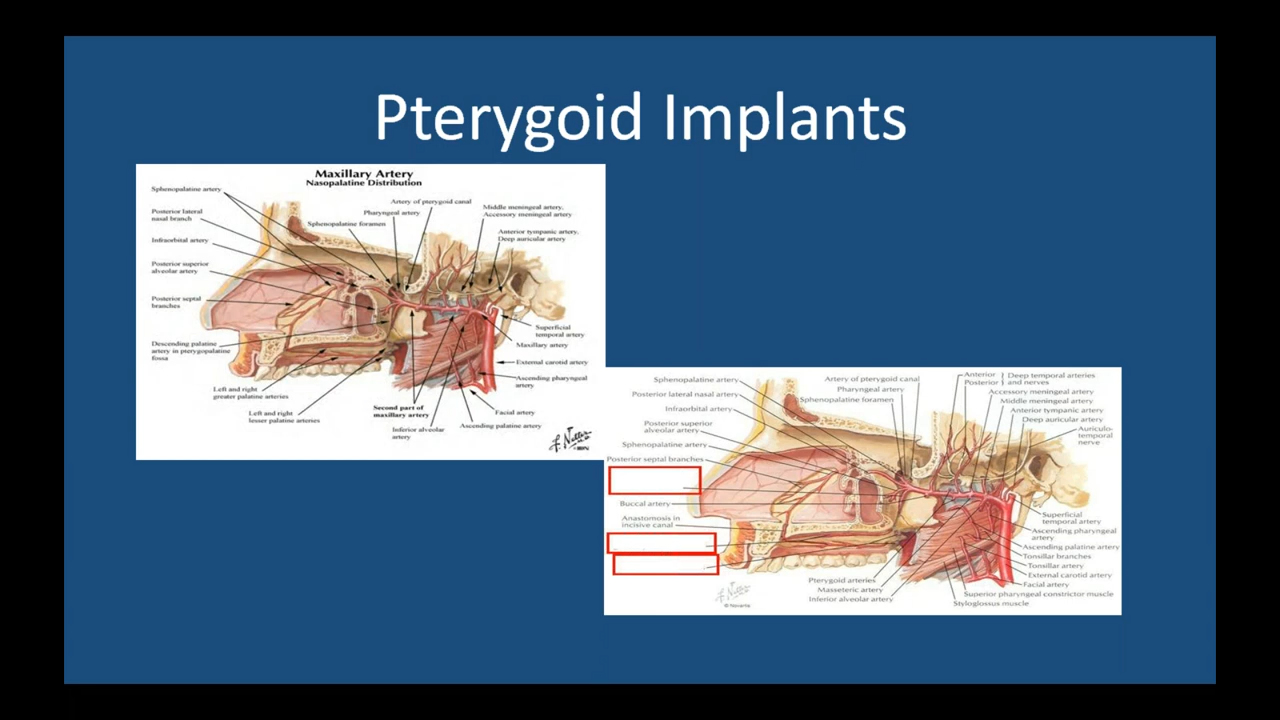 Pterygoid Implants
Maxillary Artery
Nasopalatine Distribution
Sphenopalatine artery
Posterior lateral
nasal branch
Infraorbital artery
Posterior superior
alveolar artery
Posterior septal
branches
Descending palatine
artery in pterygopalatine
fossa
Left and right
greater palatine arteries
Left and right
lesser palatine arteries
Artery of pterygoid canal
Pharyngeal artery
Sphenopalatine foramen
Middle meningeal artery,
Accessory meningeal artery
Anterior tympanic artery,
Deep auricular artery
Superficial
temporal artery
Maxillary artery
External carotid artery
Ascending pharyngeal
artery
Facial artery
Ascending palatine artery
Second part of
maxillary artery
Inferior alveolar
artery
Sphenopalatine artery
Posterior lateral nasal artery
Infraorbital artery
Posterior superior
alveolar artery
Sphenopalatine artery
Posterior septal branches
Buccal artery
Anastomosis in
incisive canal
Artery of pterygoid canal
Pharyngeal artery
Sphenopalatine foramen
Anterior
Posterior
Deep temporal arteries
and nerves
Accessory meningeal artery
Middle meningeal artery
Anterior tympanic artery
Deep auricular artery
Auriculo-
temporal
nerve
Superficial
temporal artery
Ascending pharyngeal
artery
Ascending palatine artery
Tonsillar branches
Tonsillar artery
External carotid artery
Facial artery
Superior pharyngeal constrictor muscle
Styloglossus muscle
Pterygoid arteries
Masseteric artery
Inferior alveolar artery
© Novartis